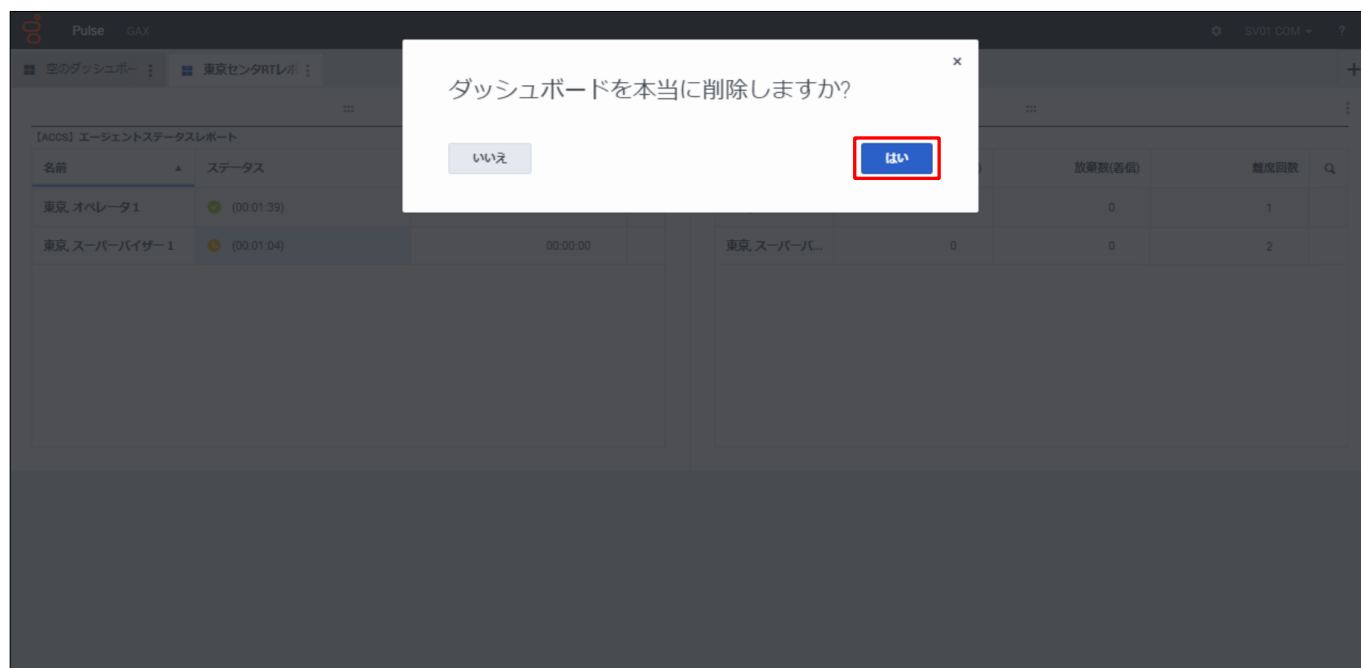 Pulse GAX SV01 COM ?
空のダッシュボー 東京センタRTレポ
ダッシュボードを本当に削除しますか?
いいえ はい
【ACCS】エージェントステータスレポート
名前 ステータス 放棄数(着信) 離席回数
東京, オペレータ 1 (00:01:39) 0 1
東京, スーパーバイザー 1 (00:01:04) 00:00:00 東京, スーパーバ... 0 0 2